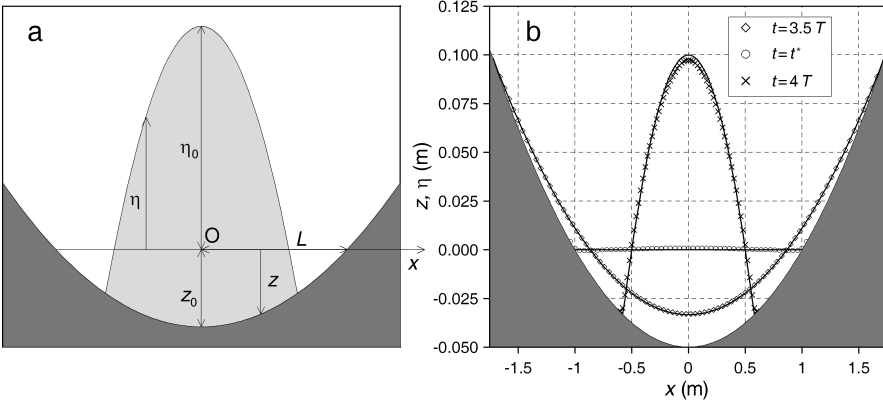 a
η₀
η
O
L
x
z₀
z
b
t=3.5 T
t=t*
t=4 T
z, η (m)
0.125
0.100
0.075
0.050
0.025
0.000
-0.025
-0.050
-1.5 -1 -0.5 0 0.5 1 1.5
x (m)